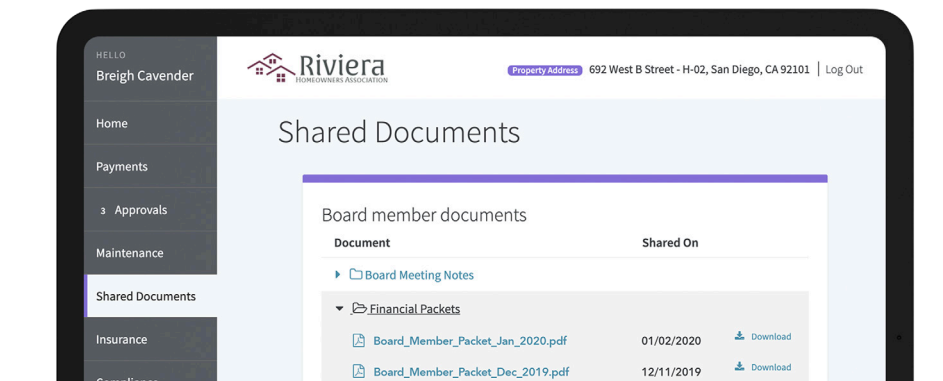 HELLO
Breigh Cavender
Home
Payments
3 Approvals
Maintenance
Shared Documents
Insurance
Compliance
Riviera
HOMEOWNERS ASSOCIATION
Property Address 692 West B Street - H-02, San Diego, CA 92101 | Log Out
Shared Documents
Board member documents
Document Shared On
Board Meeting Notes
Financial Packets
Board_Member_Packet_Jan_2020.pdf 01/02/2020 Download
Board_Member_Packet_Dec_2019.pdf 12/11/2019 Download